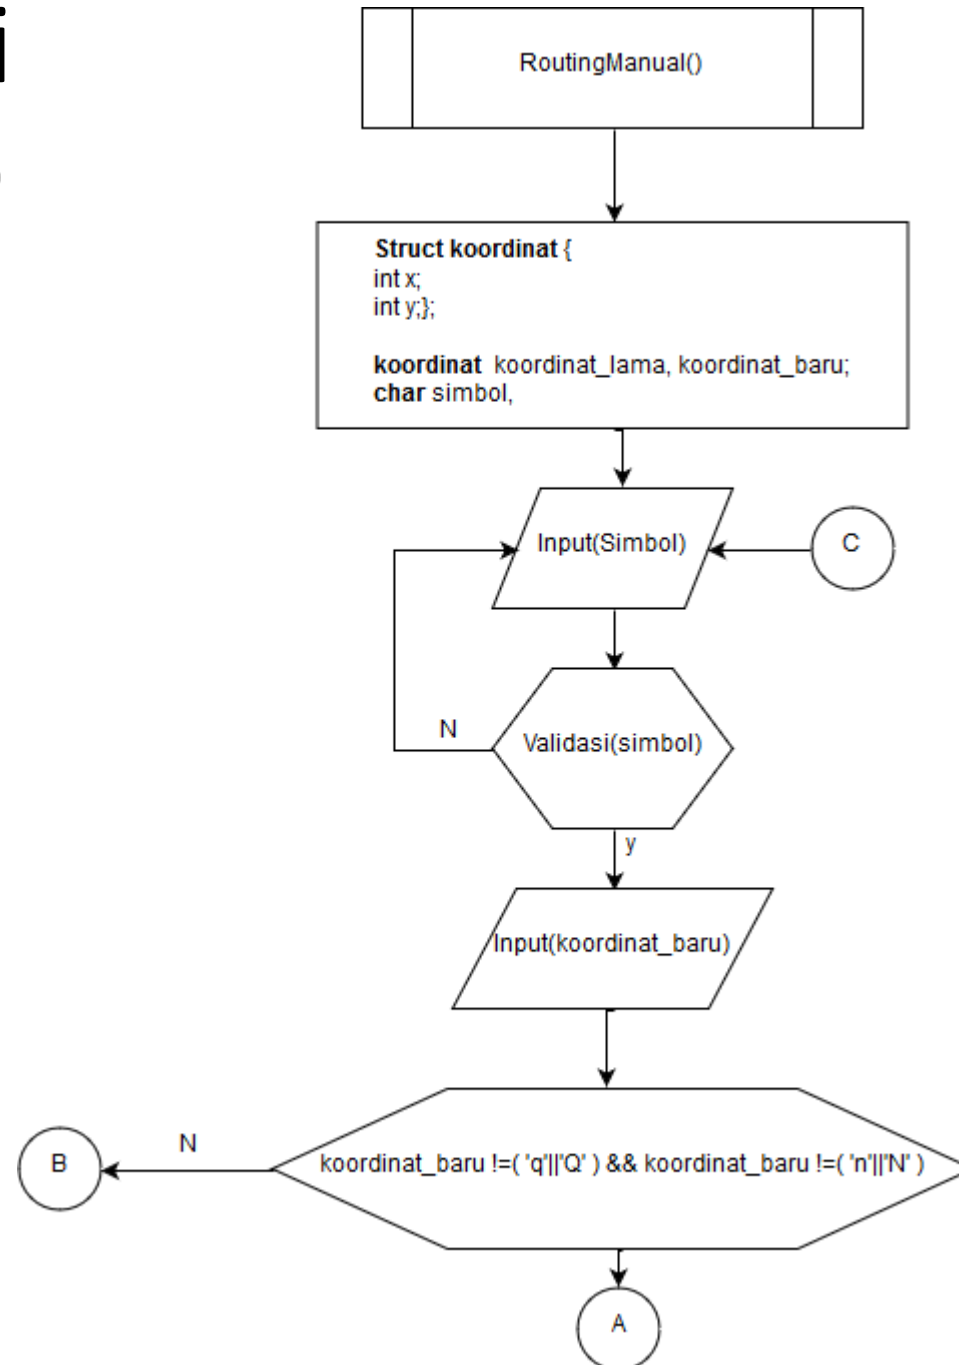 RoutingManual()
Struct koordinat {
int x;
int y;};
koordinat koordinat_lama, koordinat_baru;
char simbol,
Input(Simbol)
C
N
Validasi(simbol)
y
Input(koordinat_baru)
N
B
koordinat_baru !=( 'q'||'Q' ) && koordinat_baru !=( 'n'||'N' )
A